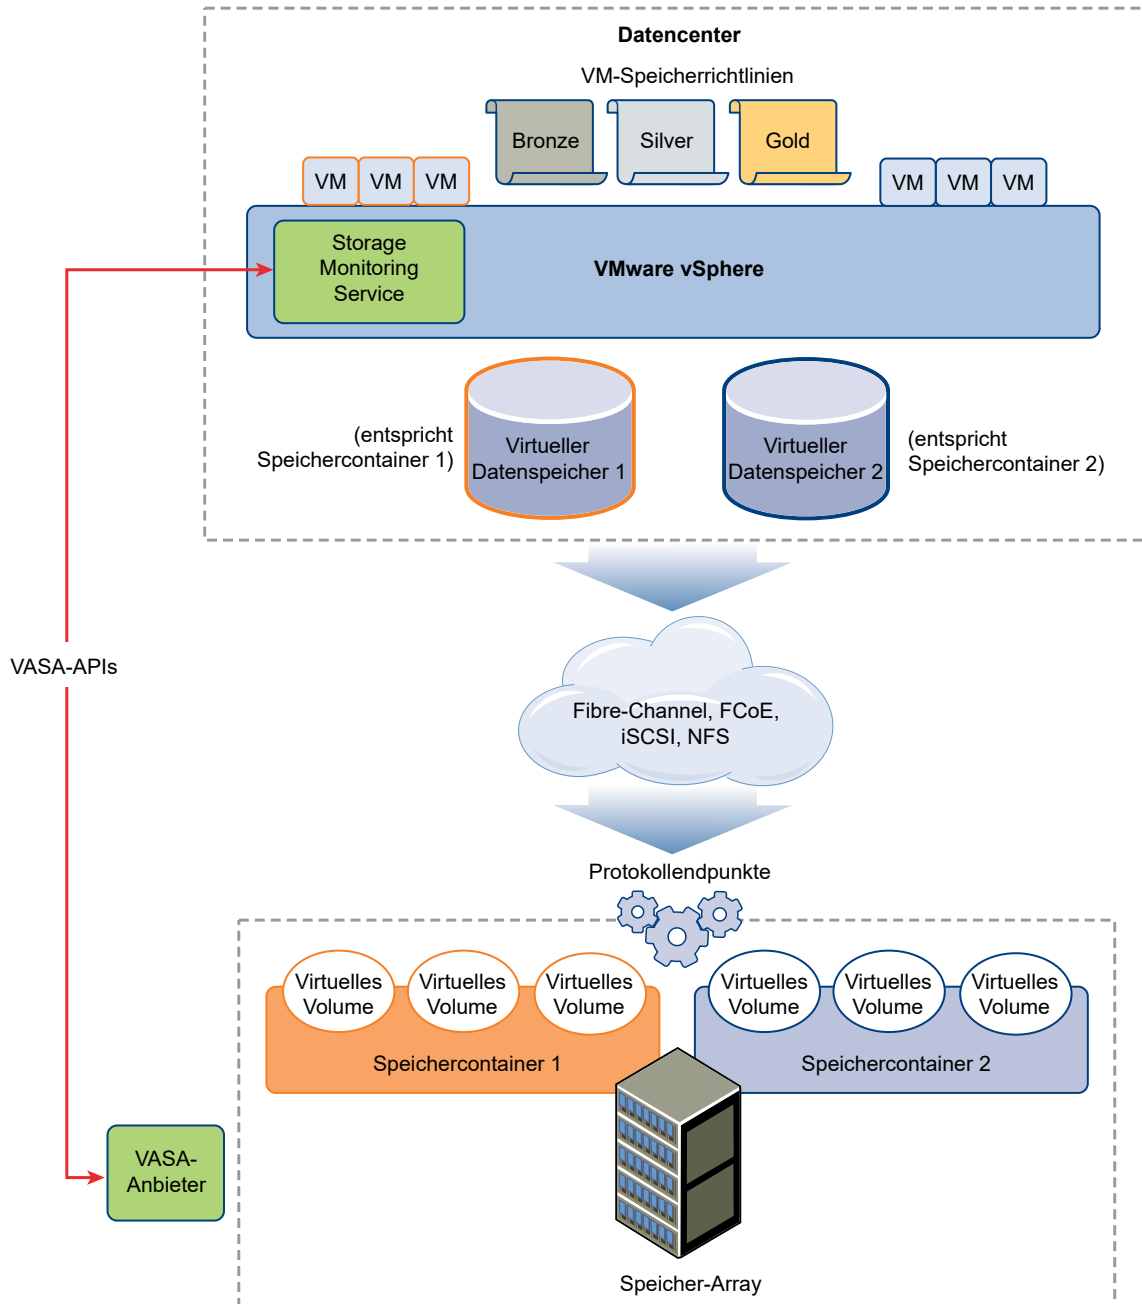 Datencenter
VM-Speicherrichtlinien
Bronze
Silver
Gold
VM
VM
VM
VM
VM
VM
Storage
Monitoring
Service
VMware vSphere
(entspricht
Speichercontainer 1)
Virtueller
Datenspeicher 1
Virtueller
Datenspeicher 2
(entspricht
Speichercontainer 2)
VASA-APIs
Fibre-Channel, FCoE,
iSCSI, NFS
Protokollendpunkte
Virtuelles
Volume
Virtuelles
Volume
Virtuelles
Volume
Virtuelles
Volume
Virtuelles
Volume
Virtuelles
Volume
Speichercontainer 1
Speichercontainer 2
VASA-
Anbieter
Speicher-Array